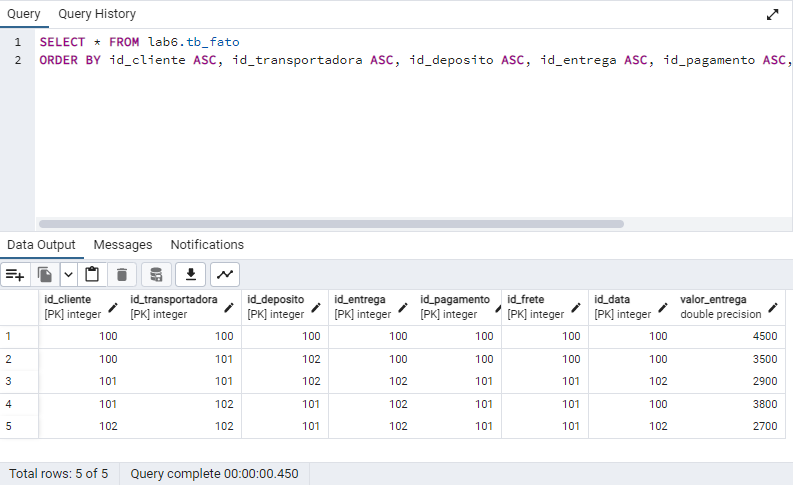 Query Query History
1 SELECT * FROM lab6.tb_fato
2 ORDER BY id_cliente ASC, id_transportadora ASC, id_deposito ASC, id_entrega ASC, id_pagamento ASC,
Data Output Messages Notifications
id_cliente id_transportadora id_deposito id_entrega id_pagamento id_frete id_data valor_entrega
[PK] integer [PK] integer [PK] integer [PK] integer [PK] integer [PK] integer [PK] integer double precision
1 100 100 100 100 100 100 100 4500
2 100 101 102 100 100 100 100 3500
3 101 101 102 102 101 101 102 2900
4 101 102 101 102 101 101 100 3800
5 102 102 101 102 101 101 102 2700
Total rows: 5 of 5 Query complete 00:00:00.450